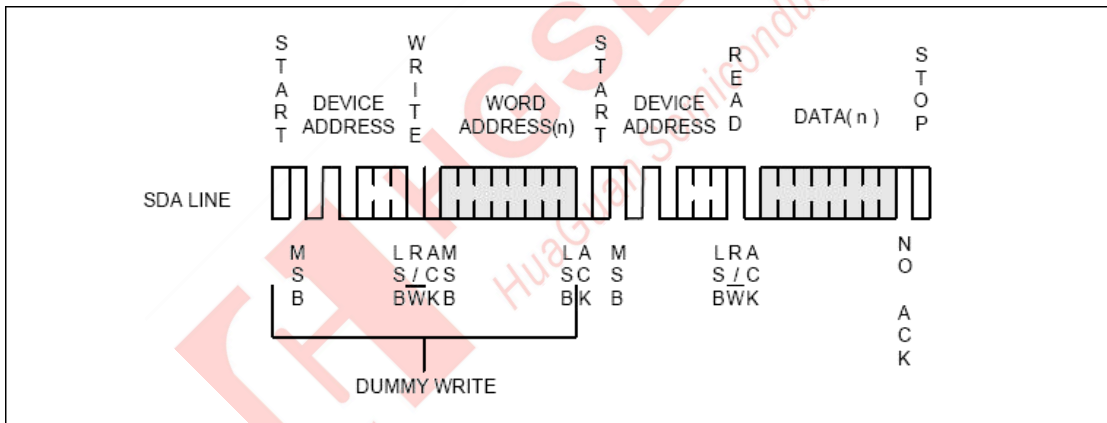 START
DEVICE
ADDRESS
WRITE
WORD
ADDRESS(n)
START
DEVICE
ADDRESS
READ
DATA( n )
STOP
SDA LINE
MSB
LSB
R/W
ACK
MSB
LSB
ACK
MSB
LSB
R/W
ACK
NO ACK
DUMMY WRITE
HuaGuan Semiconduc